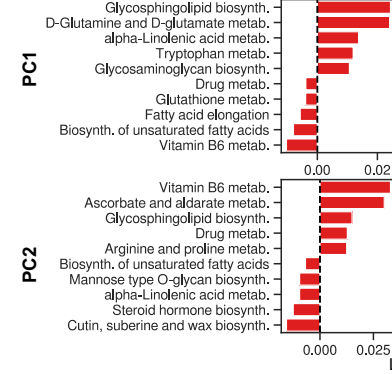 Glycosphingolipid biosynth.
D-Glutamine and D-glutamate metab.
alpha-Linolenic acid metab.
Tryptophan metab.
Glycosaminoglycan biosynth.
Drug metab.
Glutathione metab.
Fatty acid elongation
Biosynth. of unsaturated fatty acids
Vitamin B6 metab.
PC1
0.00 0.02
Vitamin B6 metab.
Ascorbate and aldarate metab.
Glycosphingolipid biosynth.
Drug metab.
Arginine and proline metab.
Biosynth. of unsaturated fatty acids
Mannose type O-glycan biosynth.
alpha-Linolenic acid metab.
Steroid hormone biosynth.
Cutin, suberine and wax biosynth.
PC2
0.000 0.025